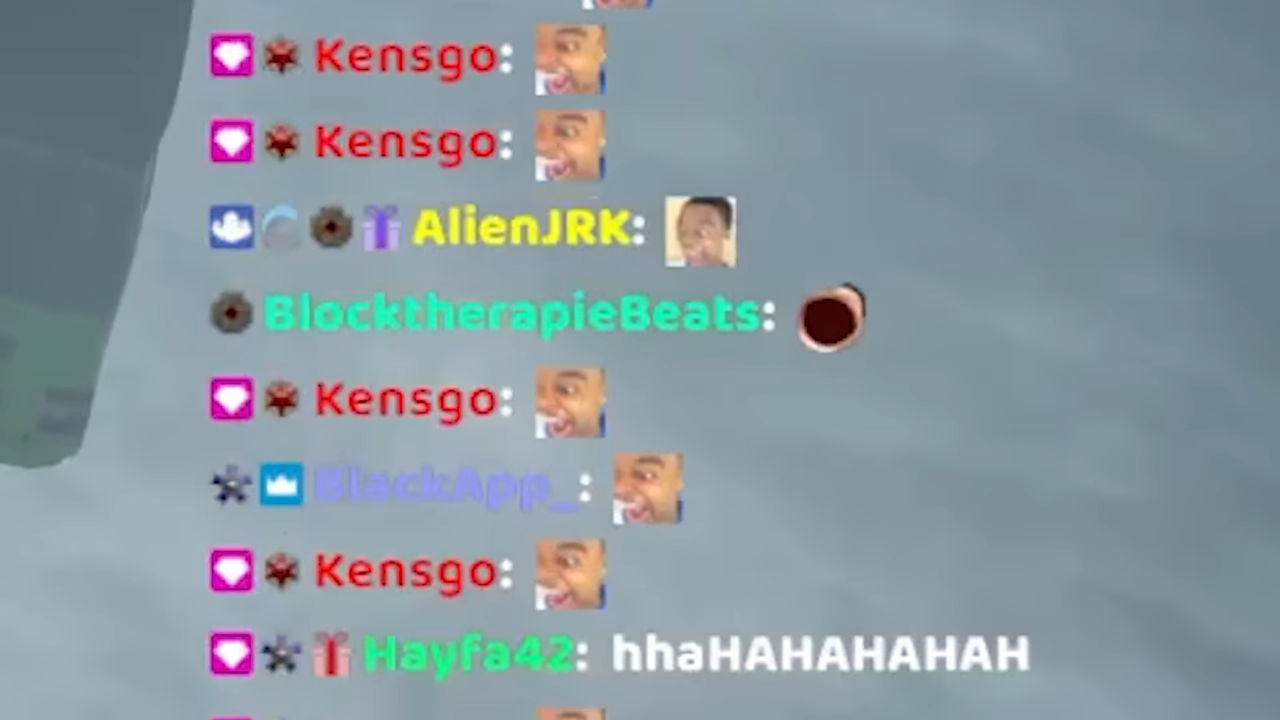 Kensgo:
Kensgo:
AlienJRK:
BlocktherapieBeats:
Kensgo:
BlackApp_:
Kensgo:
Hayfa42: hhaHAHAHAHAH